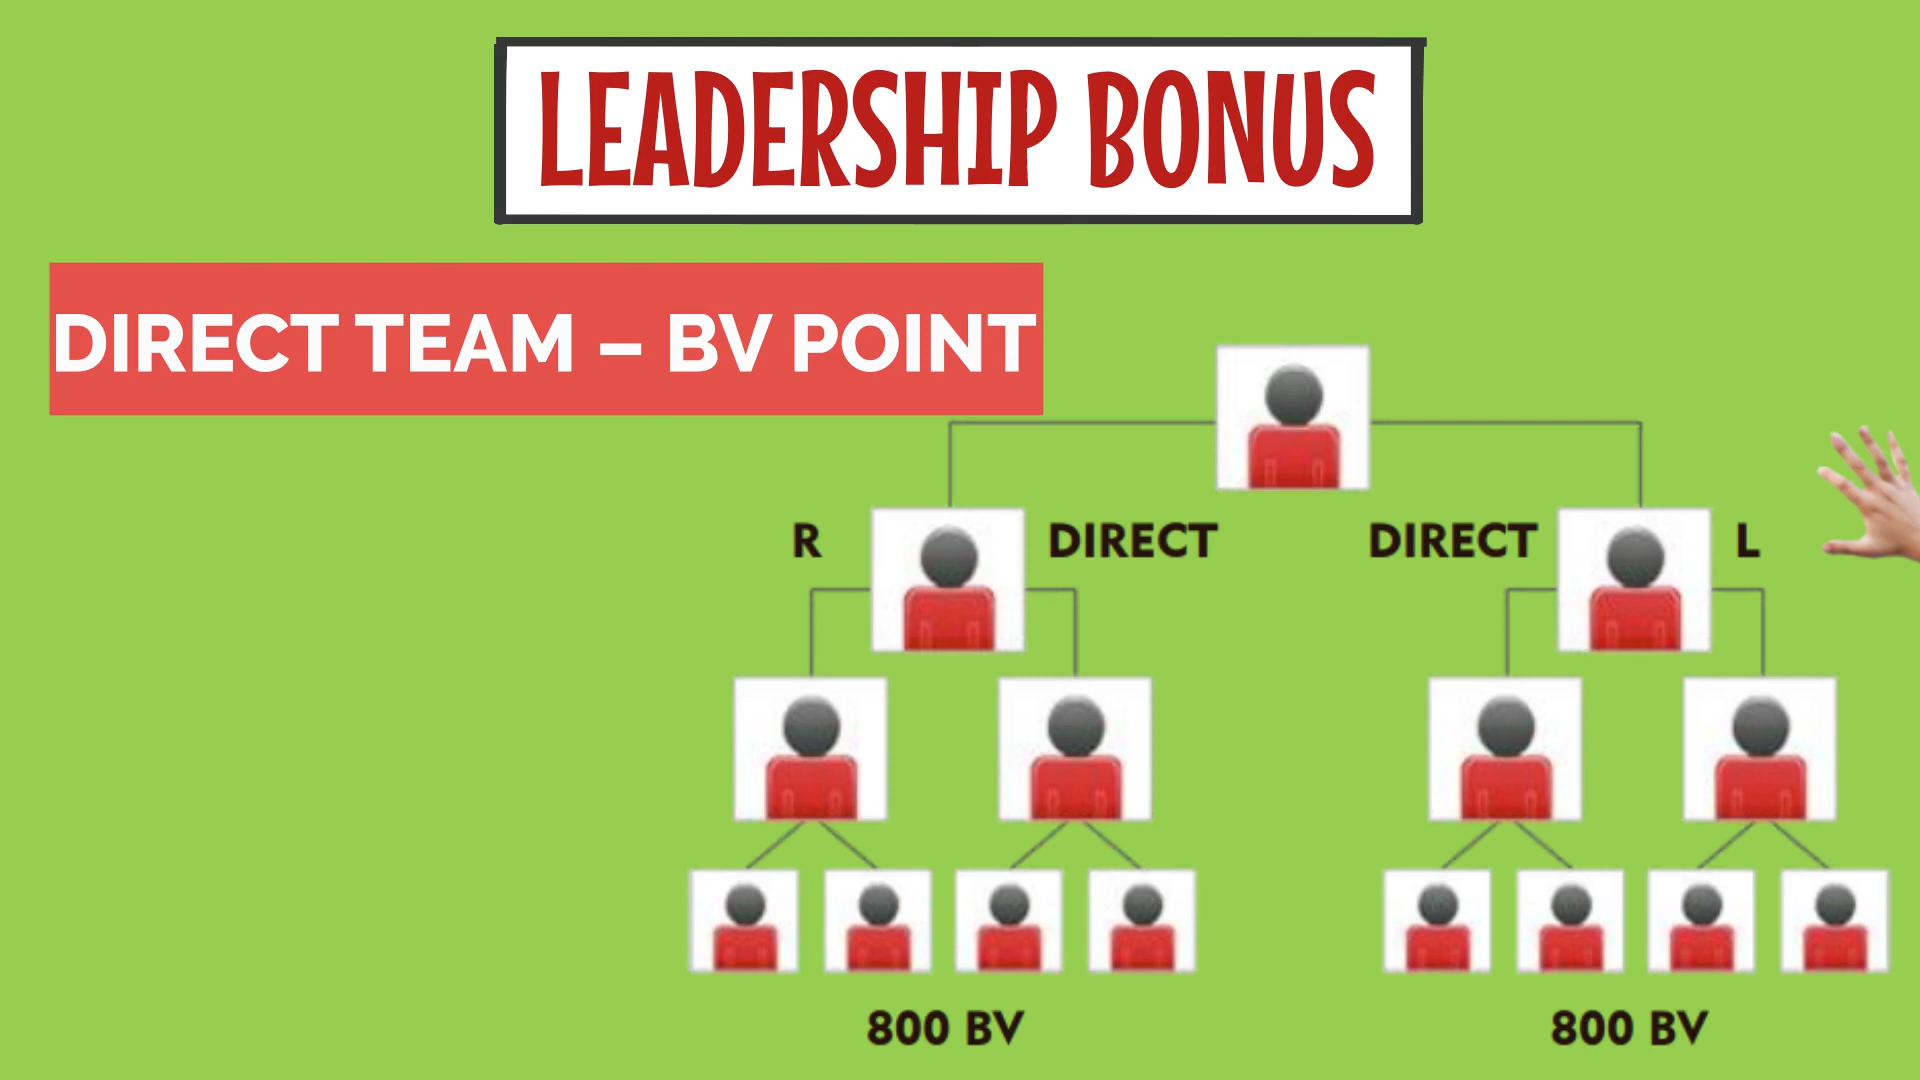 LEADERSHIP BONUS
DIRECT TEAM – BV POINT
R DIRECT DIRECT L
800 BV 800 BV